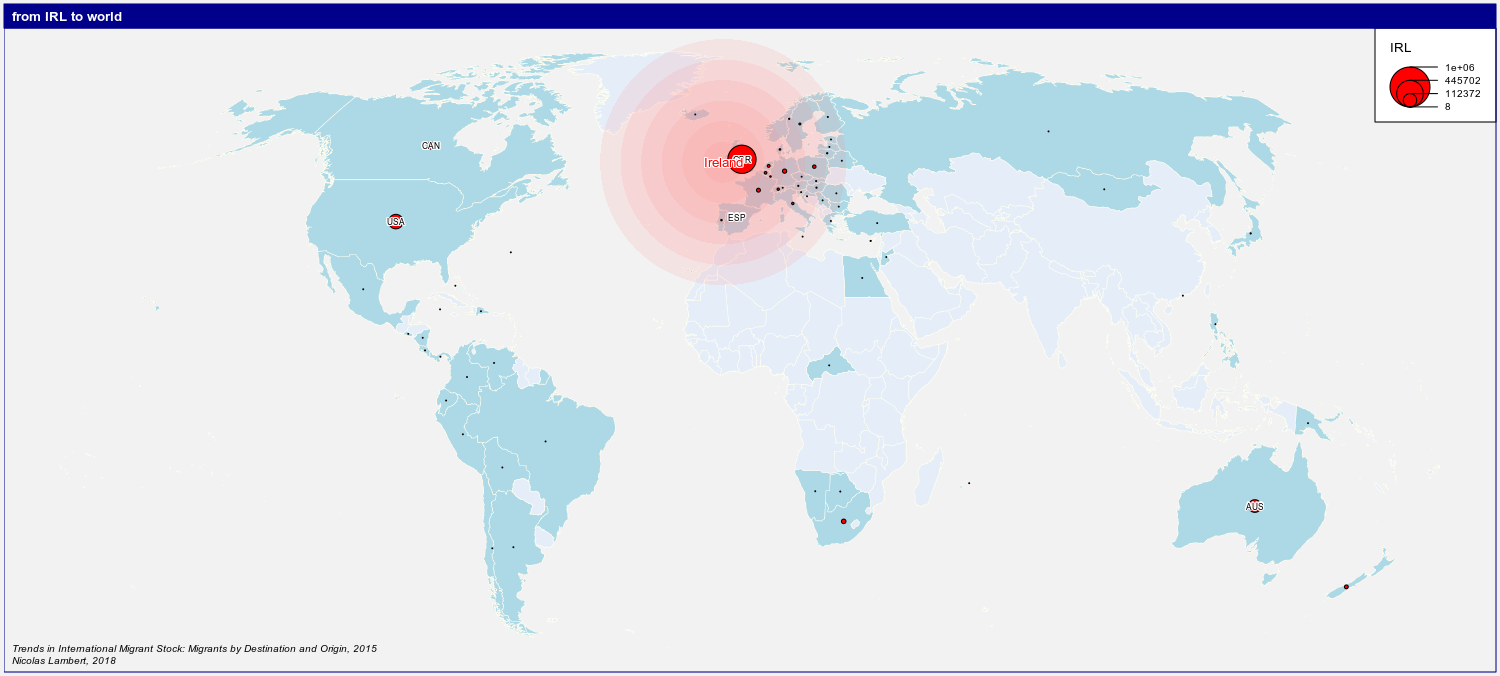 from IRL to world
IRL
1e+06
445702
112372
8
CAN
Ireland
USA
ESP
AUS
Trends in International Migrant Stock: Migrants by Destination and Origin, 2015
Nicolas Lambert, 2018